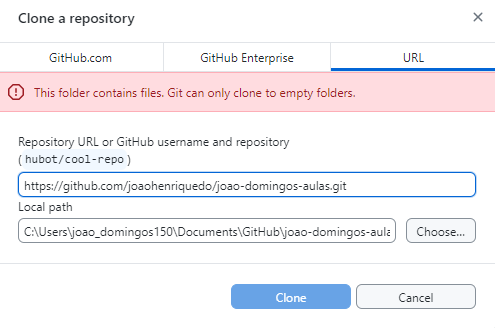 Clone a repository
GitHub.com
GitHub Enterprise
URL
This folder contains files. Git can only clone to empty folders.
Repository URL or GitHub username and repository
(hubot/cool-repo)
https://github.com/joaohenriquedo/joao-domingos-aulas.git
Local path
C:\Users\joao_domingos150\Documents\GitHub\joao-domingos-aula
Choose...
Clone
Cancel